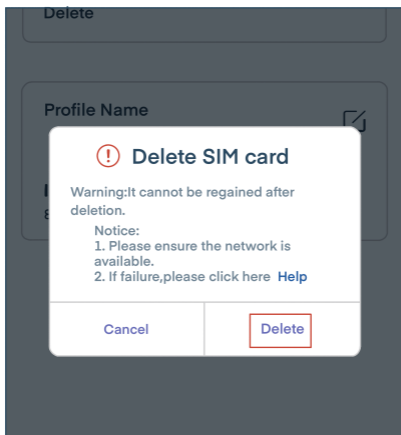 Delete
Profile Name
Delete SIM card
Warning:It cannot be regained after
deletion.
Notice:
1. Please ensure the network is
available.
2. If failure,please click here Help
Cancel
Delete